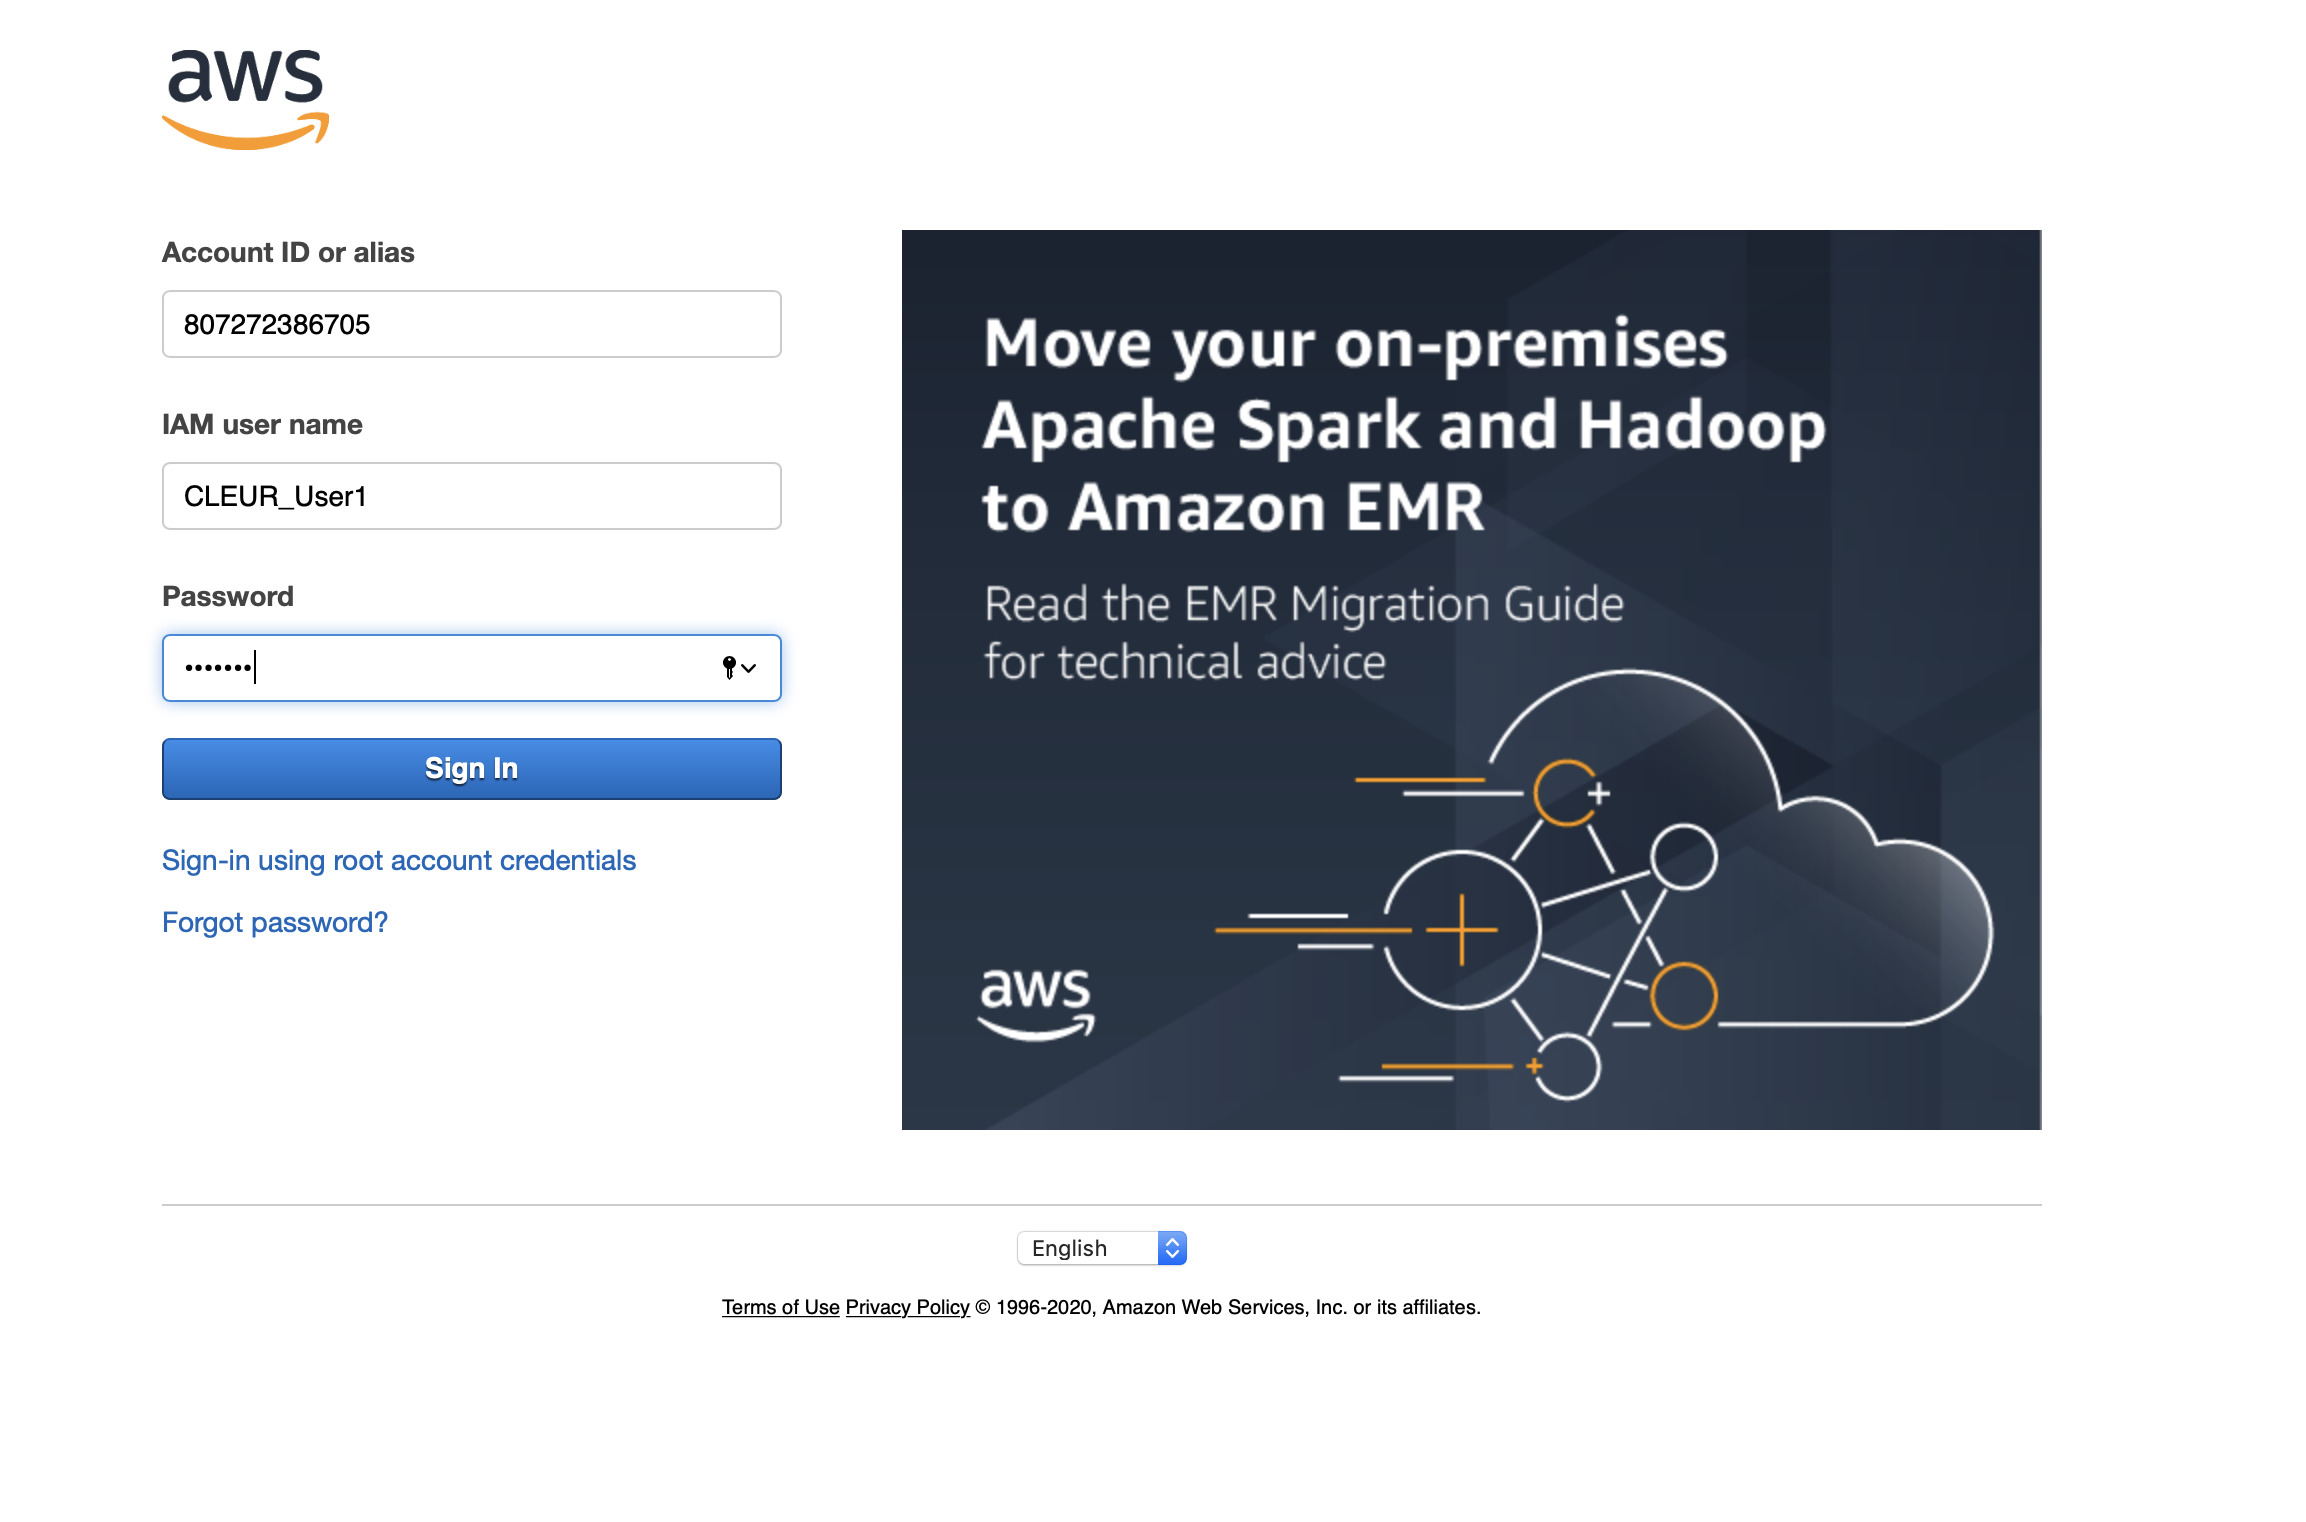 aws
Account ID or alias
807272386705
IAM user name
CLEUR_User1
Password
•••••••
Sign In
Sign-in using root account credentials
Forgot password?
Move your on-premises
Apache Spark and Hadoop
to Amazon EMR
Read the EMR Migration Guide
for technical advice
aws
English
Terms of Use Privacy Policy © 1996-2020, Amazon Web Services, Inc. or its affiliates.